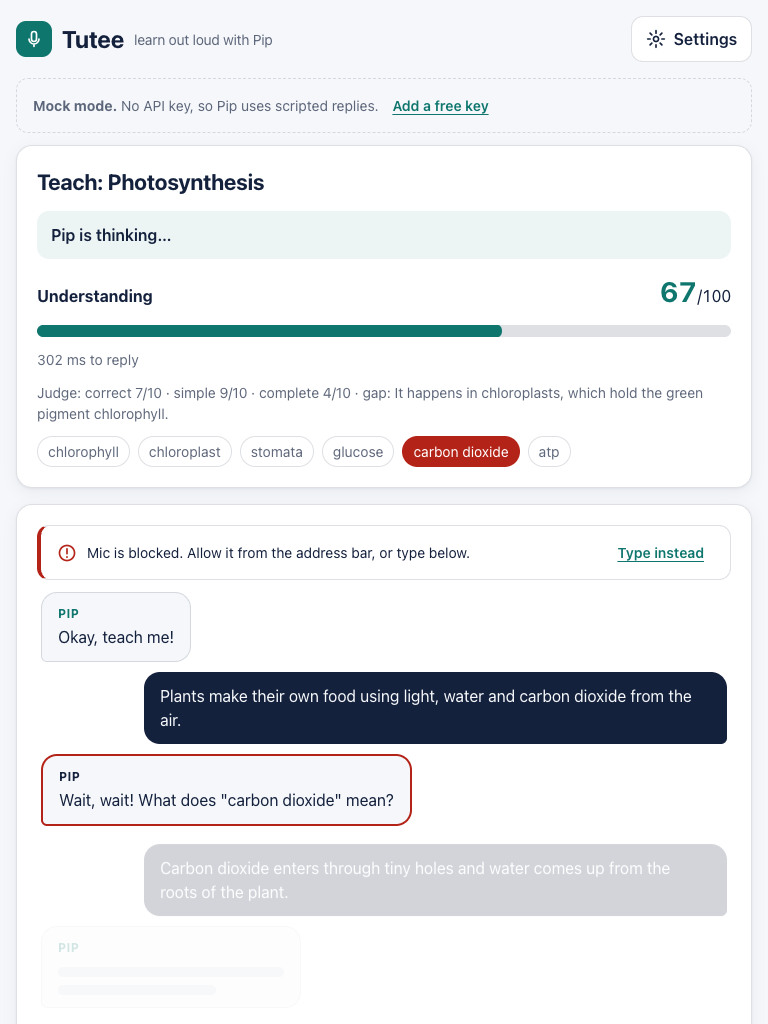 Tutee learn out loud with Pip
Settings
Mock mode. No API key, so Pip uses scripted replies. Add a free key
Teach: Photosynthesis
Pip is thinking...
Understanding
67/100
302 ms to reply
Judge: correct 7/10 · simple 9/10 · complete 4/10 · gap: It happens in chloroplasts, which hold the green
pigment chlorophyll.
chlorophyll chloroplast stomata glucose carbon dioxide atp
Mic is blocked. Allow it from the address bar, or type below. Type instead
PIP
Okay, teach me!
Plants make their own food using light, water and carbon dioxide from the
air.
PIP
Wait, wait! What does "carbon dioxide" mean?
Carbon dioxide enters through tiny holes and water comes up from the
roots of the plant.
PIP